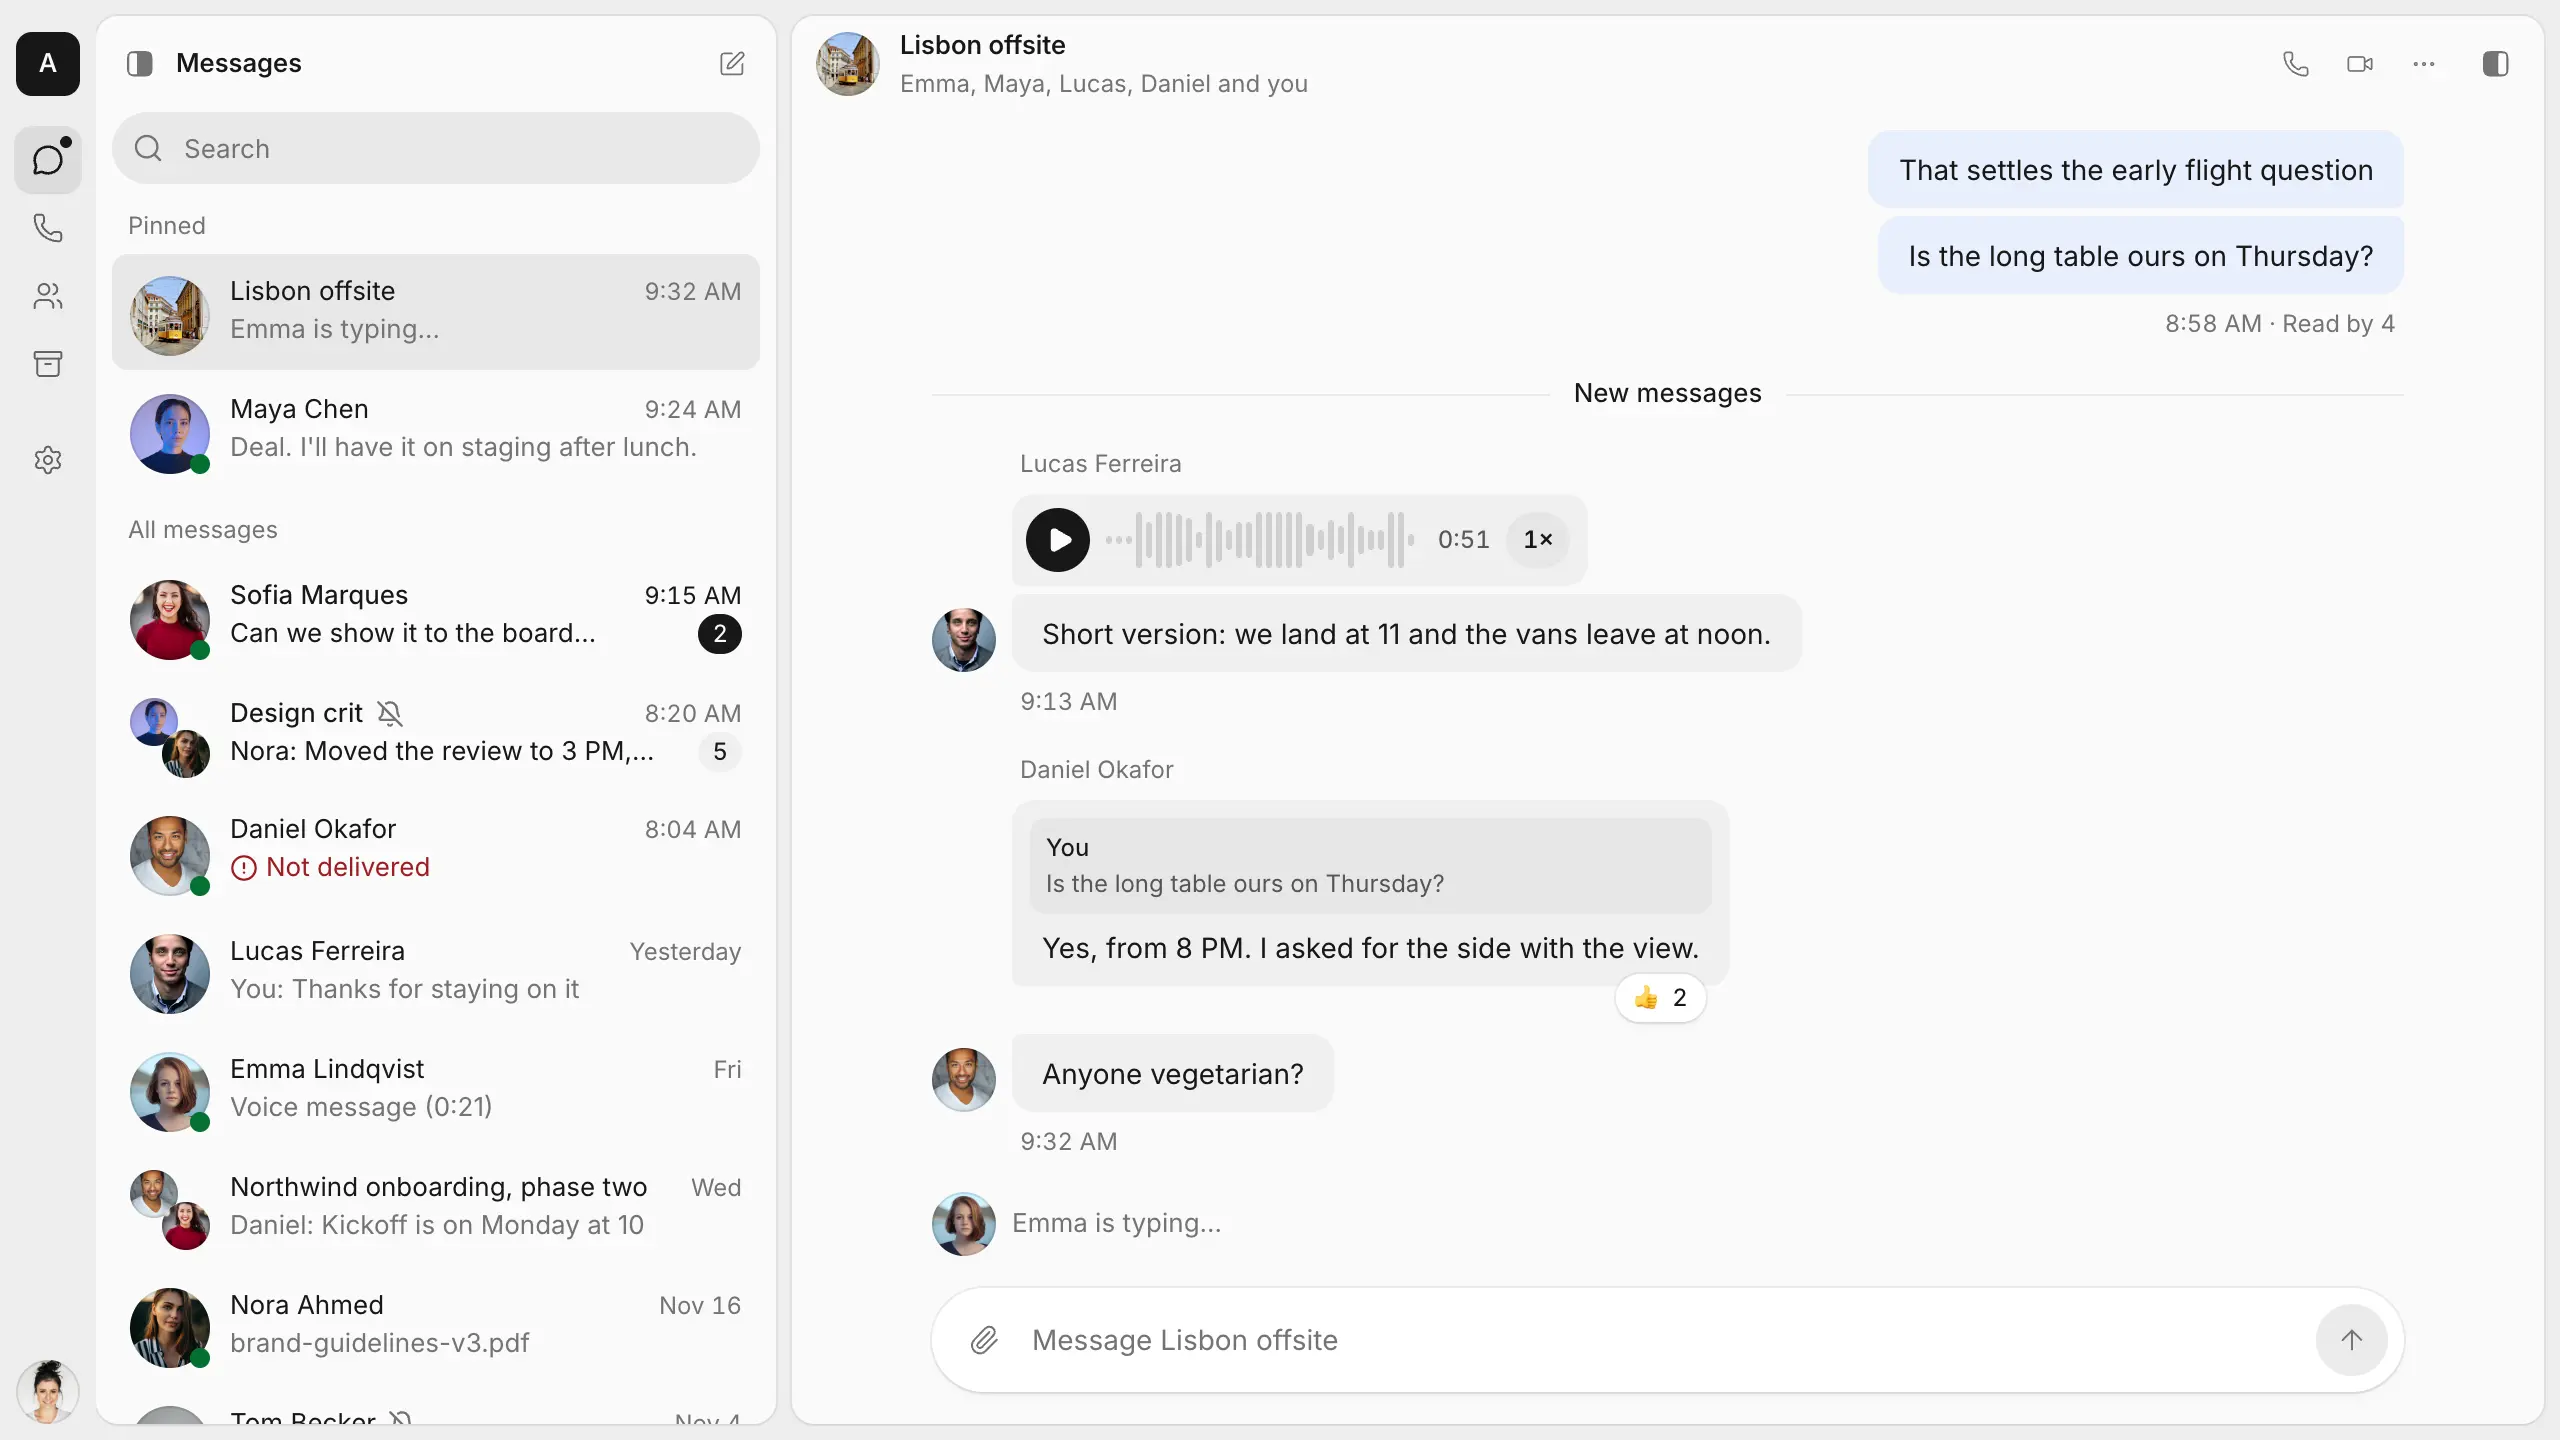 A
Messages
Search
Pinned
Lisbon offsite
9:32 AM
Emma is typing...
Maya Chen
9:24 AM
Deal. I'll have it on staging after lunch.
All messages
Sofia Marques
9:15 AM
Can we show it to the board...
2
Design crit
8:20 AM
Nora: Moved the review to 3 PM,...
5
Daniel Okafor
8:04 AM
Not delivered
Lucas Ferreira
Yesterday
You: Thanks for staying on it
Emma Lindqvist
Fri
Voice message (0:21)
Northwind onboarding, phase two
Wed
Daniel: Kickoff is on Monday at 10
Nora Ahmed
Nov 16
brand-guidelines-v3.pdf
Tom Becker
Nov 4
Lisbon offsite
Emma, Maya, Lucas, Daniel and you
That settles the early flight question
Is the long table ours on Thursday?
8:58 AM · Read by 4
New messages
Lucas Ferreira
0:51
1×
Short version: we land at 11 and the vans leave at noon.
9:13 AM
Daniel Okafor
You
Is the long table ours on Thursday?
Yes, from 8 PM. I asked for the side with the view.
👍 2
Anyone vegetarian?
9:32 AM
Emma is typing...
Message Lisbon offsite